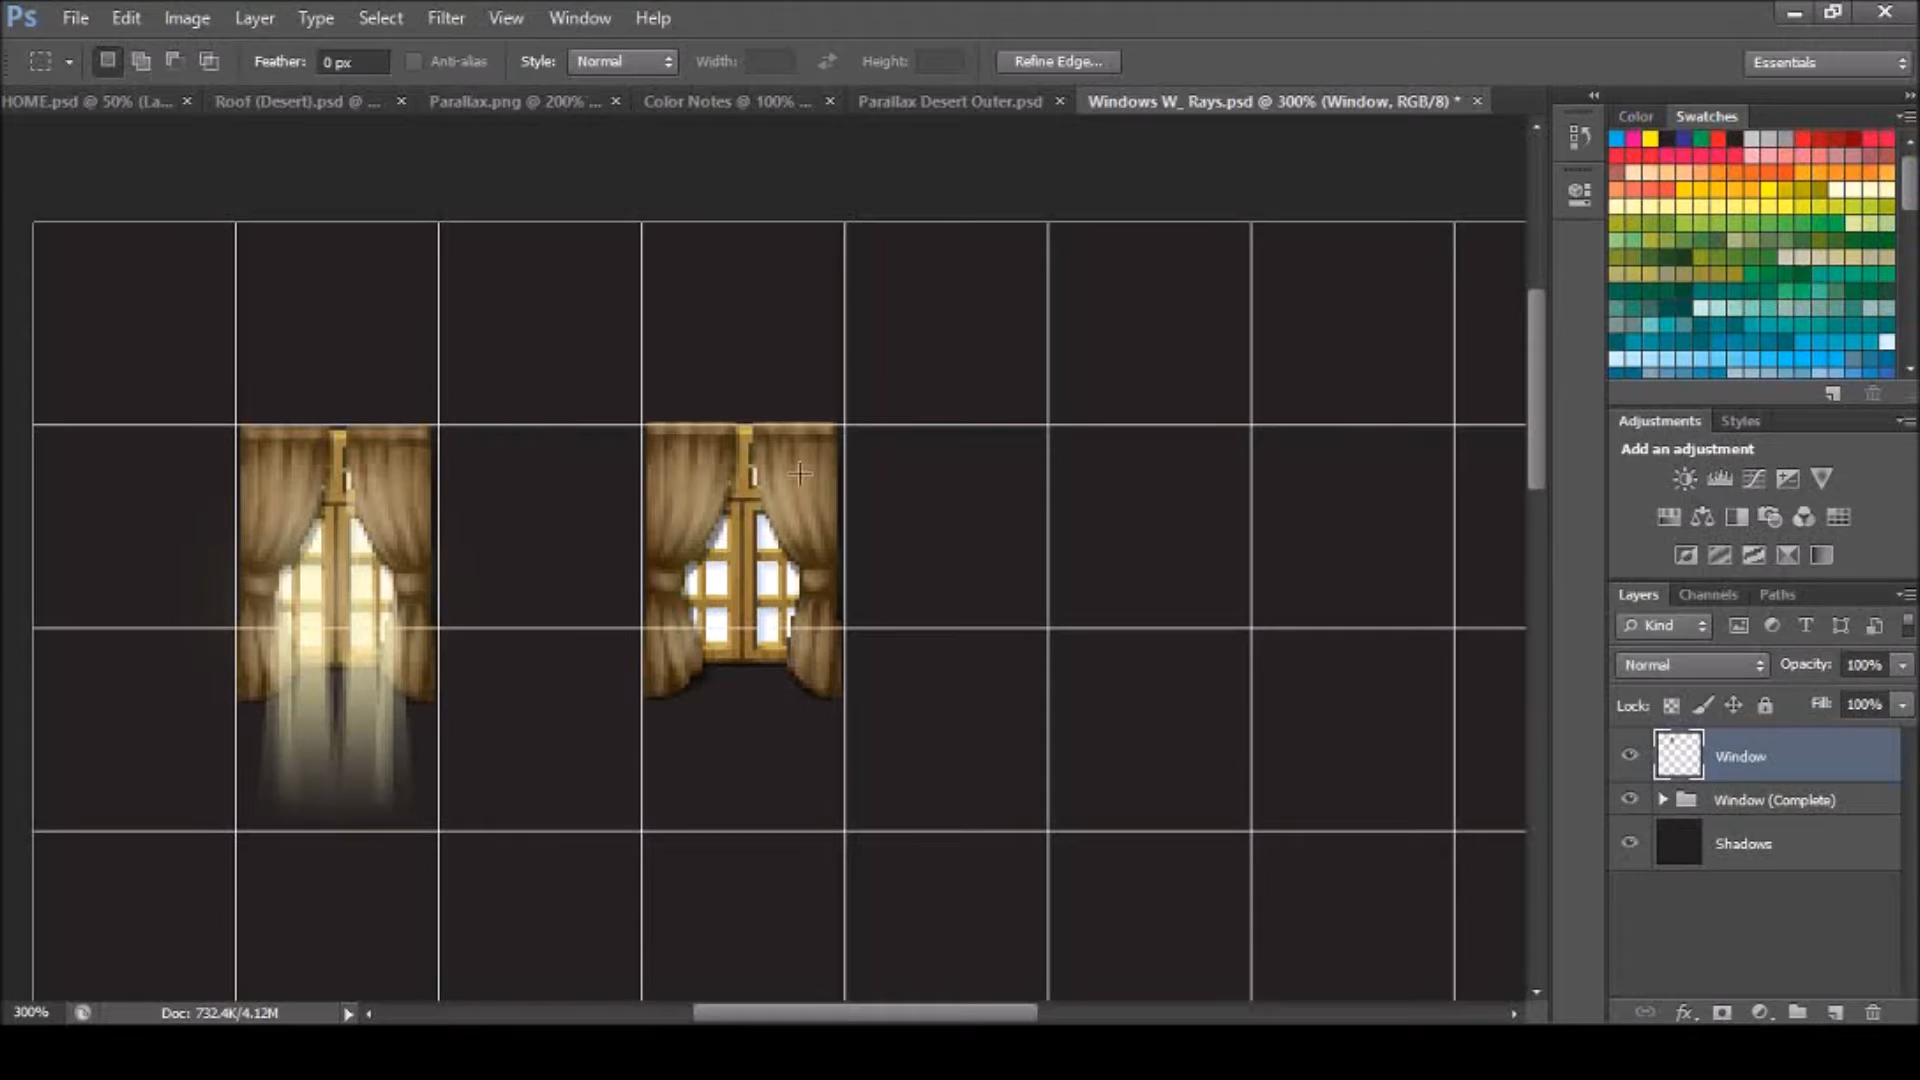 Ps File Edit Image Layer Type Select Filter View Window Help
Feather: 0 px Anti-alias Style: Normal Width: Height: Refine Edge... Essentials
HOME.psd @ 50% (La... × Roof (Desert).psd @ ... × Parallax.png @ 200% ... × Color Notes @ 100% ... × Parallax Desert Outer.psd × Windows W_ Rays.psd @ 300% (Window, RGB/8) * ×
Color Swatches
Adjustments Styles
Add an adjustment
Layers Channels Paths
Kind
Normal Opacity: 100%
Lock: Fill: 100%
Window
Window (Complete)
Shadows
300% Doc: 732.4K/4.12M
fx.